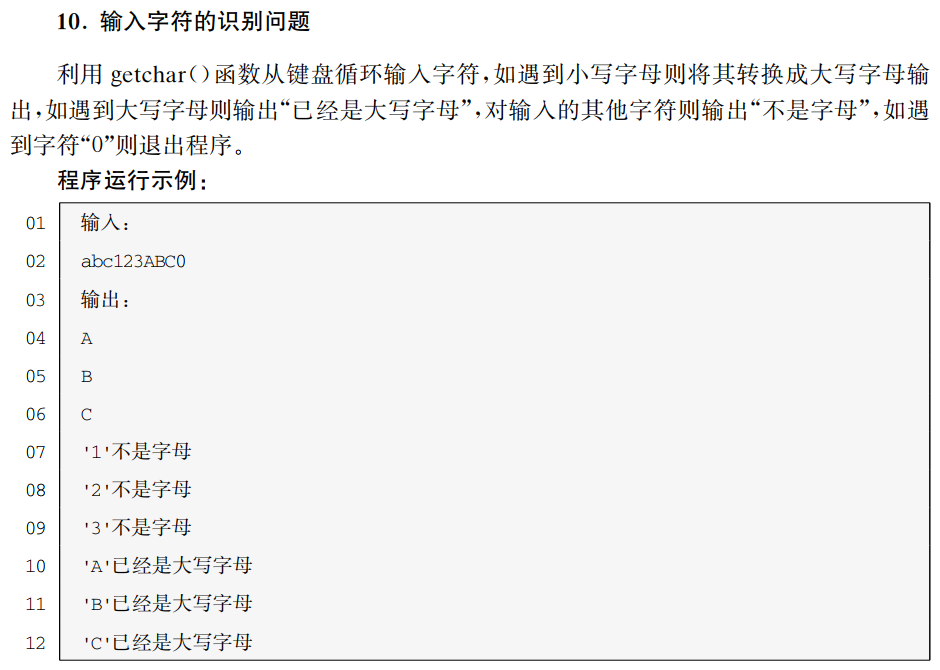 10. 输入字符的识别问题
利用 getchar()函数从键盘循环输入字符,如遇到小写字母则将其转换成大写字母输
出,如遇到大写字母则输出“已经是大写字母”,对输入的其他字符则输出“不是字母”,如遇
到字符“0”则退出程序。
程序运行示例:
01 输入:
02 abc123ABC0
03 输出:
04 A
05 B
06 C
07 '1'不是字母
08 '2'不是字母
09 '3'不是字母
10 'A'已经是大写字母
11 'B'已经是大写字母
12 'C'已经是大写字母